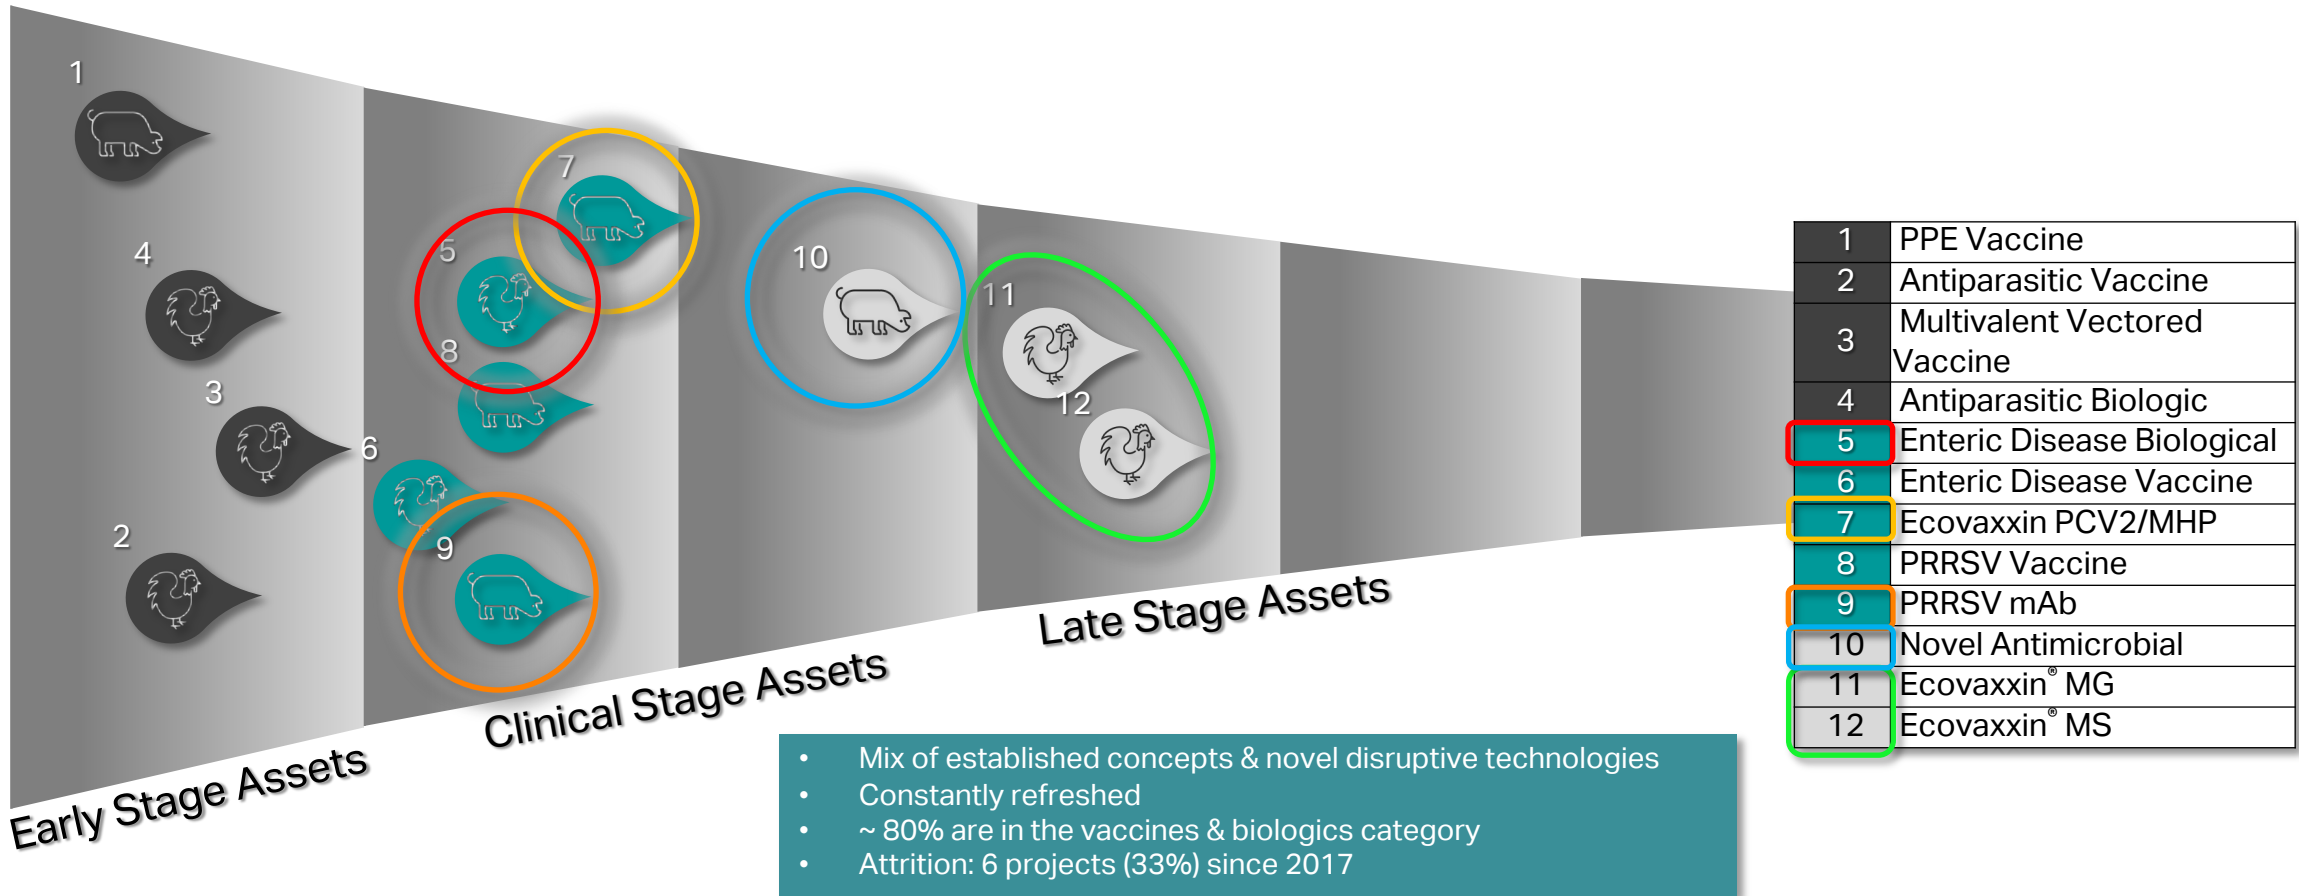 1
4
3
2
7
5
8
6
9
10
11
12
Early Stage Assets
Clinical Stage Assets
Late Stage Assets
1 PPE Vaccine
2 Antiparasitic Vaccine
3 Multivalent Vectored
Vaccine
4 Antiparasitic Biologic
5 Enteric Disease Biological
6 Enteric Disease Vaccine
7 Ecovaxxin PCV2/MHP
8 PRRSV Vaccine
9 PRRSV mAb
10 Novel Antimicrobial
11 Ecovaxxin® MG
12 Ecovaxxin® MS
• Mix of established concepts & novel disruptive technologies
• Constantly refreshed
• ~ 80% are in the vaccines & biologics category
• Attrition: 6 projects (33%) since 2017